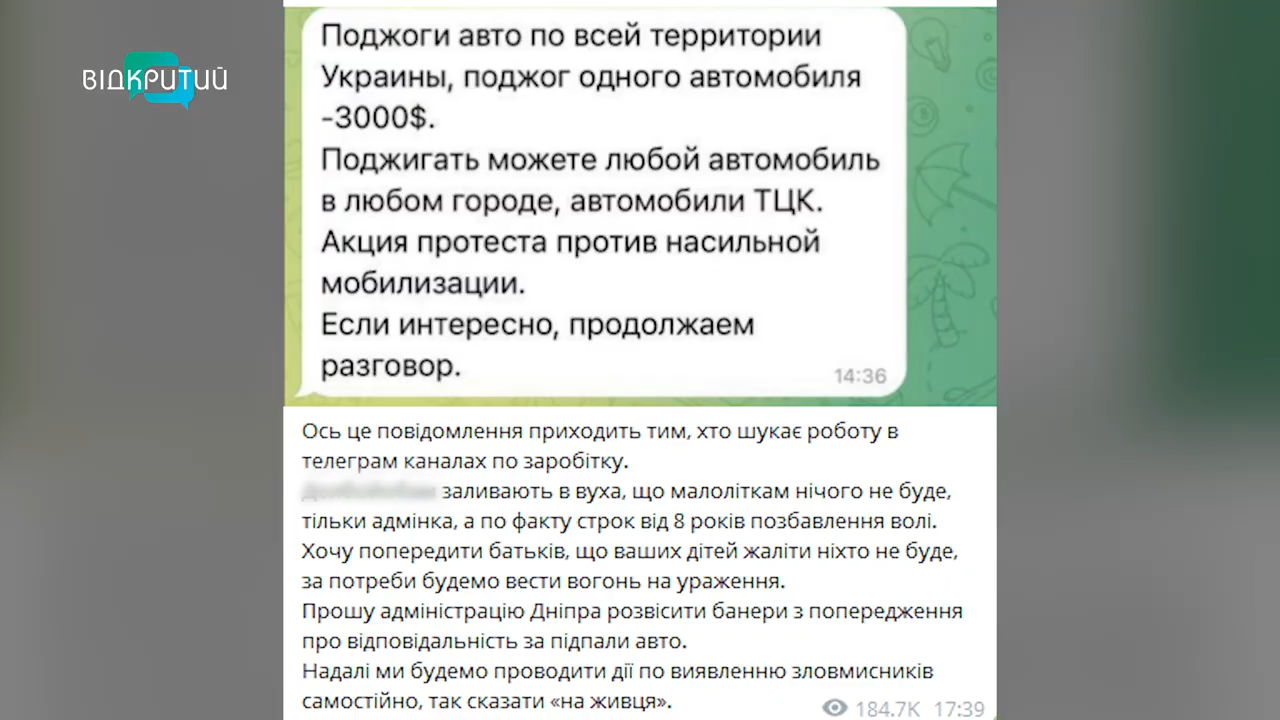 ВІДКРИТИЙ
Поджоги авто по всей территории
Украины, поджог одного автомобиля
-3000$.
Поджигать можете любой автомобиль
в любом городе, автомобили ТЦК.
Акция протеста против насильной
мобилизации.
Если интересно, продолжаем
разговор.
14:36
Ось це повідомлення приходить тим, хто шукає роботу в
телеграм каналах по заробітку.
заливають в вуха, що малоліткам нічого не буде,
тільки адмінка, а по факту строк від 8 років позбавлення волі.
Хочу попередити батьків, що ваших дітей жаліти ніхто не буде,
за потреби будемо вести вогонь на ураження.
Прошу адміністрацію Дніпра розвісити банери з попередження
про відповідальність за підпали авто.
Надалі ми будемо проводити дії по виявленню зловмисників
самостійно, так сказати «на живця».
184.7K 17:39